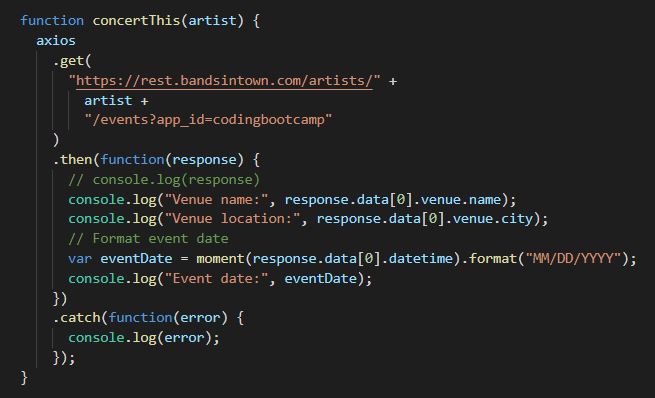 function concertThis(artist) {
  axios
    .get(
      "https://rest.bandsintown.com/artists/" +
        artist +
        "/events?app_id=codingbootcamp"
    )
    .then(function(response) {
      // console.log(response)
      console.log("Venue name:", response.data[0].venue.name);
      console.log("Venue location:", response.data[0].venue.city);
      // Format event date
      var eventDate = moment(response.data[0].datetime).format("MM/DD/YYYY");
      console.log("Event date:", eventDate);
    })
    .catch(function(error) {
      console.log(error);
    });
}